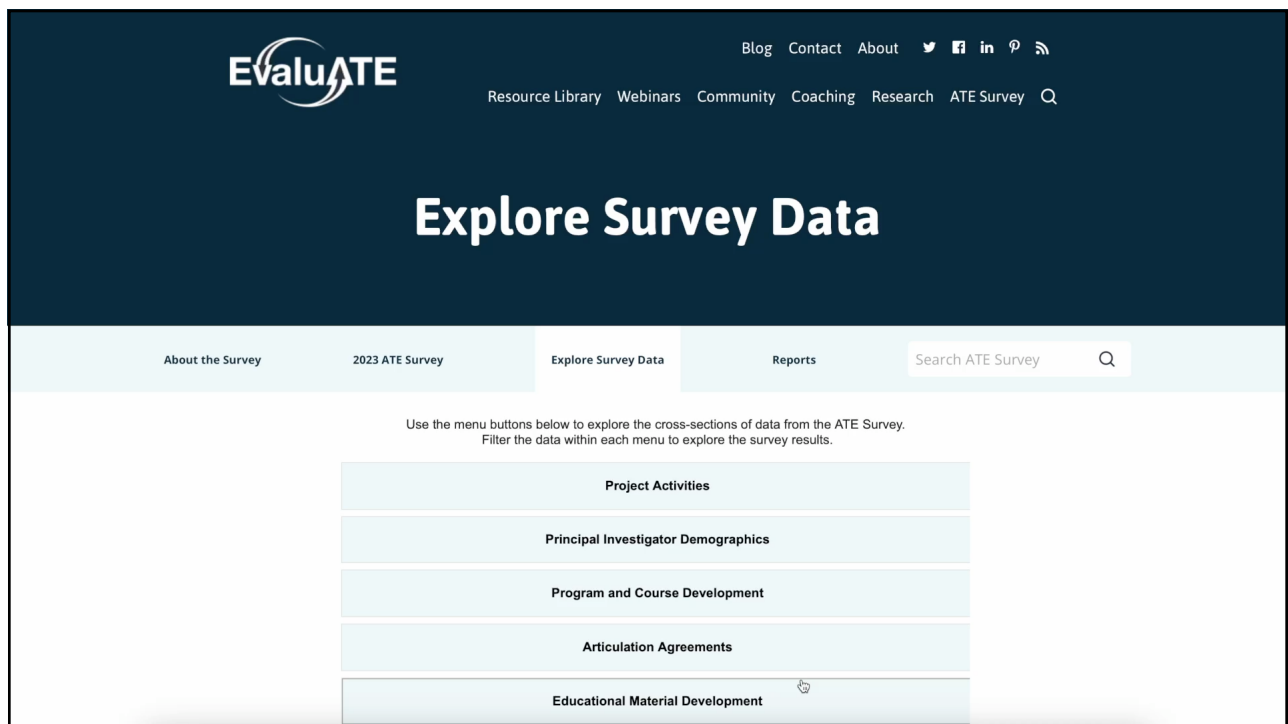 EvaluATE
Blog Contact About
Resource Library Webinars Community Coaching Research ATE Survey
Explore Survey Data
About the Survey 2023 ATE Survey Explore Survey Data Reports Search ATE Survey
Use the menu buttons below to explore the cross-sections of data from the ATE Survey.
Filter the data within each menu to explore the survey results.
Project Activities
Principal Investigator Demographics
Program and Course Development
Articulation Agreements
Educational Material Development